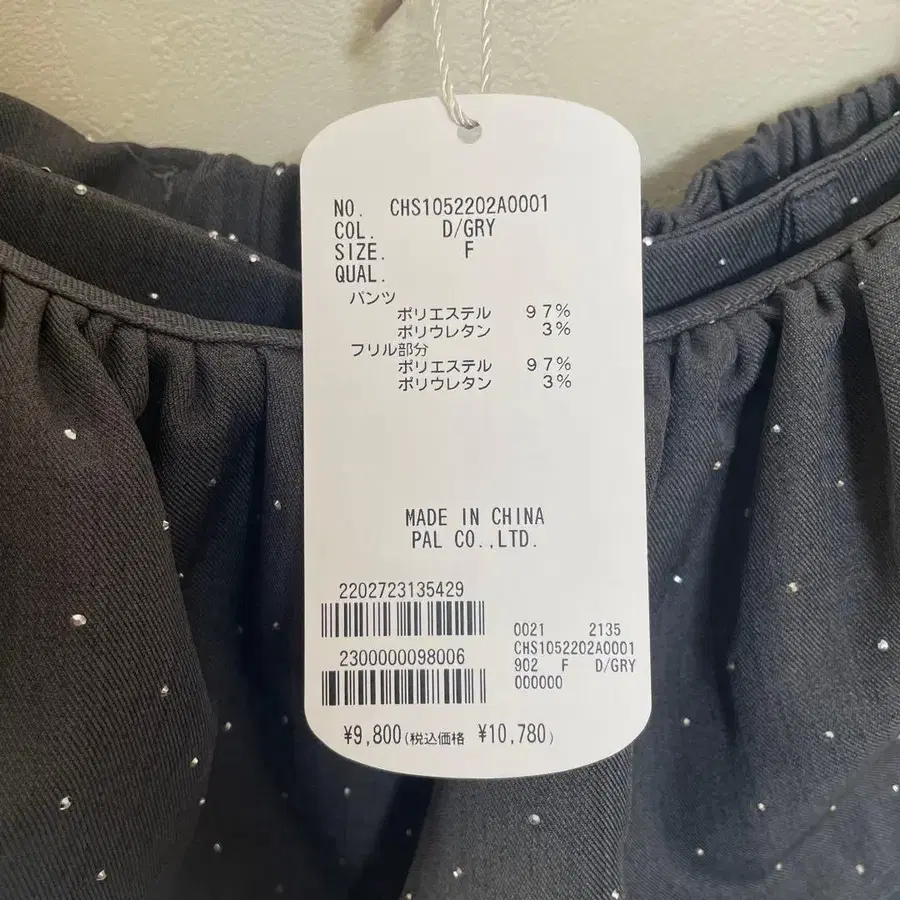 NO. CHS1052202A0001
COL. D/GRY
SIZE. F
QUAL.
パンツ
ポリエステル 97%
ポリウレタン 3%
フリル部分
ポリエステル 97%
ポリウレタン 3%
MADE IN CHINA
PAL CO.,LTD.
2202723135429
2300000098006
0021 2135
CHS1052202A0001
902 F D/GRY
000000
¥9,800(税込価格 ¥10,780)